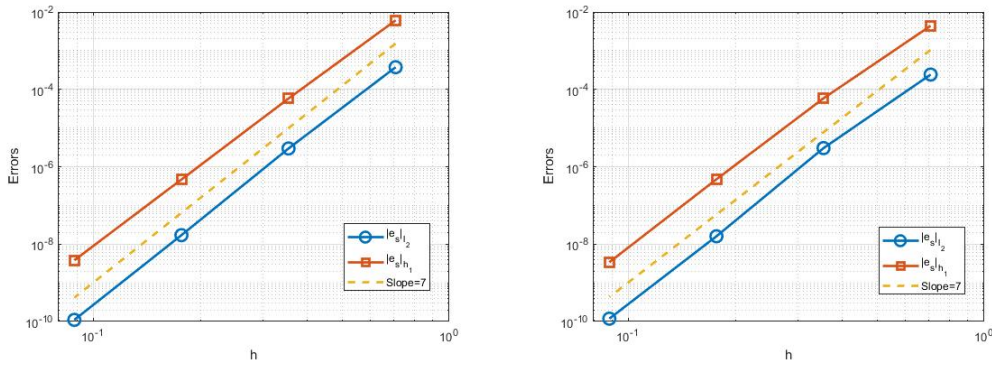 10^-2
10^-4
10^-6
10^-8
10^-10
Errors
10^-1
10^0
h
|e_s|_{l_2}
|e_s|_{h_1}
Slope=7
10^-2
10^-4
10^-6
10^-8
10^-10
Errors
10^-1
10^0
h
|e_s|_{l_2}
|e_s|_{h_1}
Slope=7